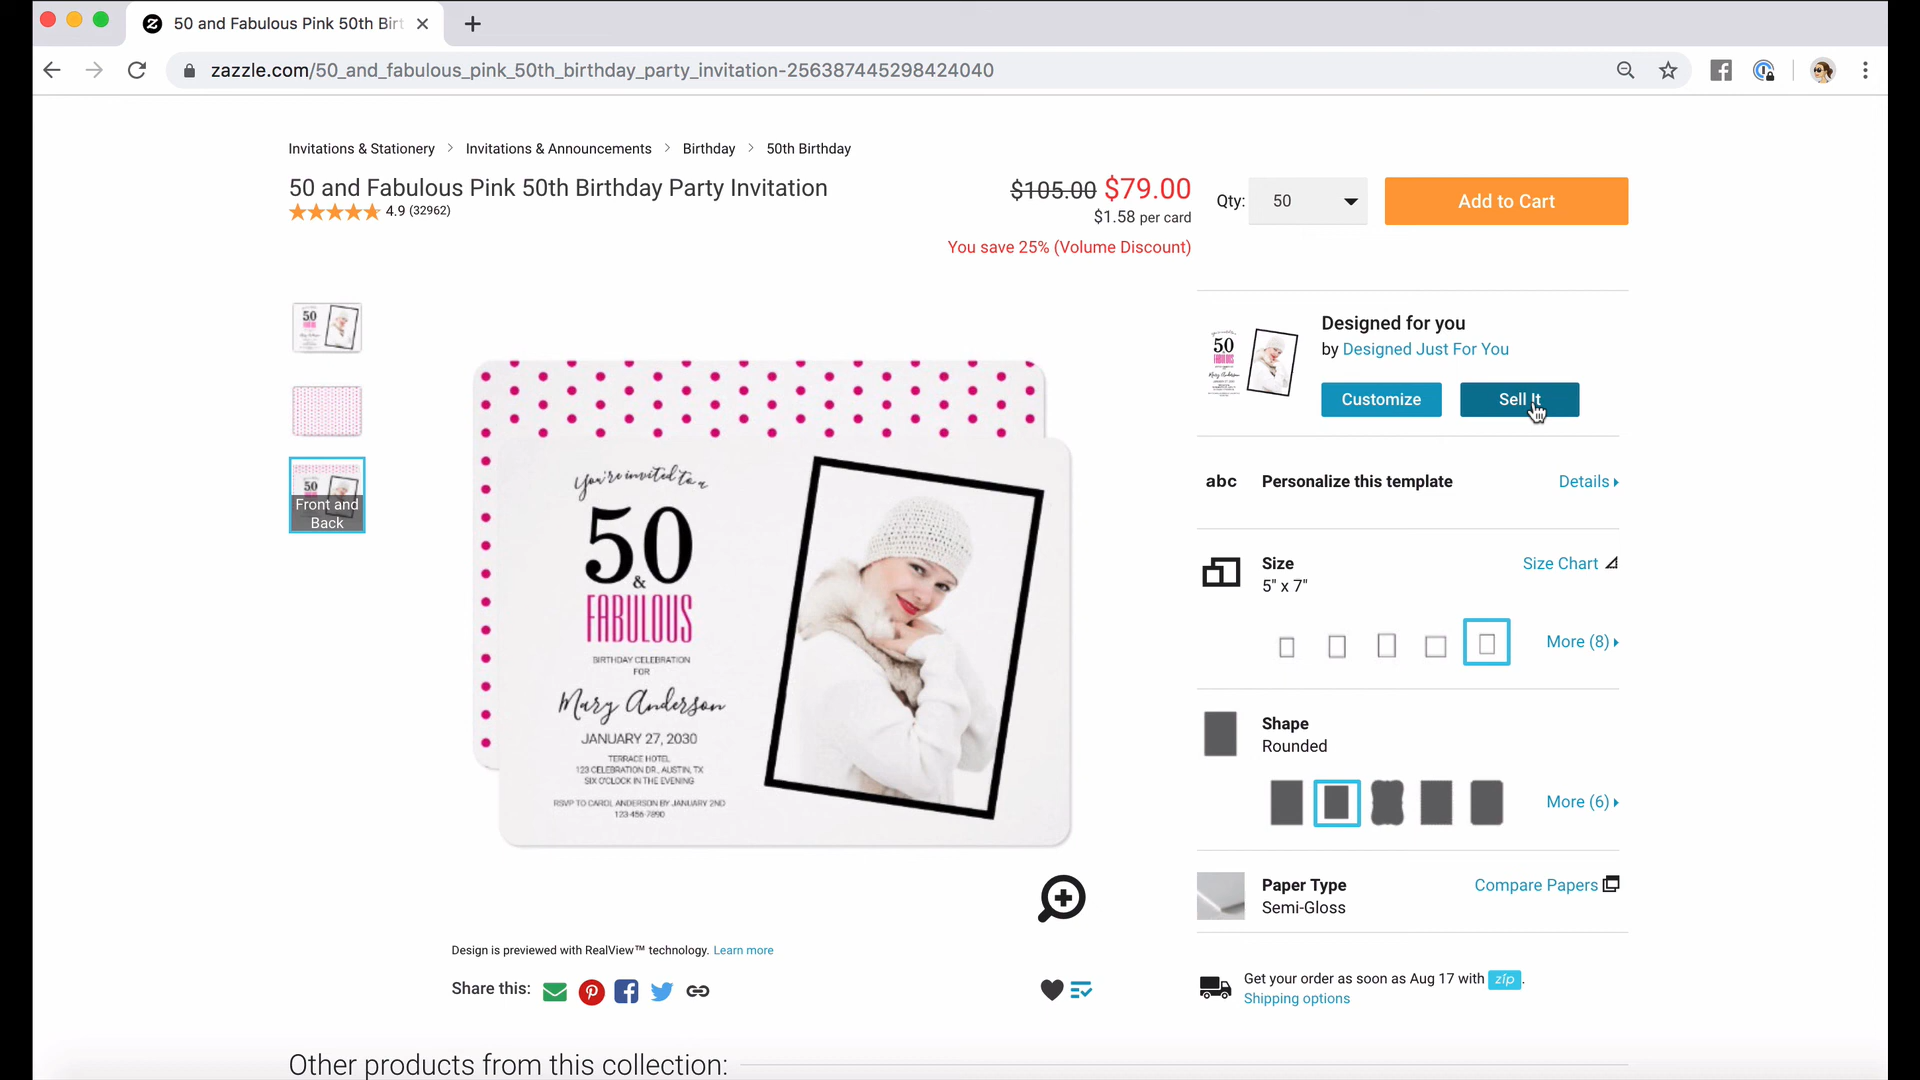 50 and Fabulous Pink 50th Birt
zazzle.com/50_and_fabulous_pink_50th_birthday_party_invitation-256387445298424040
Invitations & Stationery > Invitations & Announcements > Birthday > 50th Birthday
50 and Fabulous Pink 50th Birthday Party Invitation
4.9 (32962)
$105.00 $79.00
$1.58 per card
You save 25% (Volume Discount)
Qty: 50
Add to Cart
Front and
Back
You're invited to a
50
&
FABULOUS
BIRTHDAY CELEBRATION
FOR
Mary Anderson
JANUARY 27, 2030
TERRACE HOTEL
123 CELEBRATION DR., AUSTIN, TX
SIX O'CLOCK IN THE EVENING
RSVP TO CAROL ANDERSON BY JANUARY 2ND
123-456-7890
Designed for you
by Designed Just For You
Customize
Sell It
abc Personalize this template Details
Size Size Chart
5" x 7"
More (8)
Shape
Rounded
More (6)
Paper Type Compare Papers
Semi-Gloss
Get your order as soon as Aug 17 with zip.
Shipping options
Design is previewed with RealView™ technology. Learn more
Share this:
Other products from this collection: